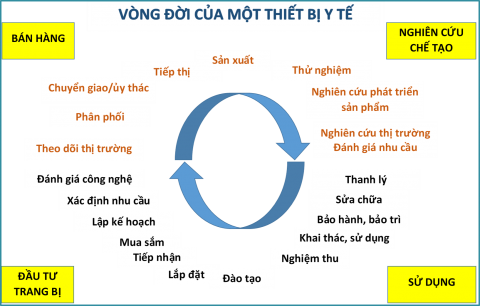 VÒNG ĐỜI CỦA MỘT THIẾT BỊ Y TẾ
BÁN HÀNG
NGHIÊN CỨU
CHẾ TẠO
Sản xuất
Tiếp thị
Thử nghiệm
Chuyển giao/ủy thác
Nghiên cứu phát triển
sản phẩm
Phân phối
Nghiên cứu thị trường
Đánh giá nhu cầu
Theo dõi thị trường
Đánh giá công nghệ
Thanh lý
Xác định nhu cầu
Sửa chữa
Lập kế hoạch
Bảo hành, bảo trì
Mua sắm
Khai thác, sử dụng
Tiếp nhận
Nghiệm thu
Lắp đặt
Đào tạo
ĐẦU TƯ
TRANG BỊ
SỬ DỤNG